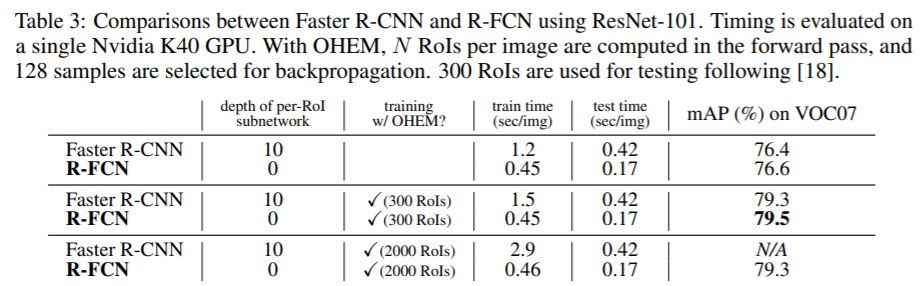 Table 3: Comparisons between Faster R-CNN and R-FCN using ResNet-101. Timing is evaluated on
a single Nvidia K40 GPU. With OHEM, N RoIs per image are computed in the forward pass, and
128 samples are selected for backpropagation. 300 RoIs are used for testing following [18].
depth of per-RoI subnetwork | training w/ OHEM? | train time (sec/img) | test time (sec/img) | mAP (%) on VOC07
Faster R-CNN | 10 | | 1.2 | 0.42 | 76.4
R-FCN | 0 | | 0.45 | 0.17 | 76.6
Faster R-CNN | 10 | ✓(300 RoIs) | 1.5 | 0.42 | 79.3
R-FCN | 0 | ✓(300 RoIs) | 0.45 | 0.17 | 79.5
Faster R-CNN | 10 | ✓(2000 RoIs) | 2.9 | 0.42 | N/A
R-FCN | 0 | ✓(2000 RoIs) | 0.46 | 0.17 | 79.3